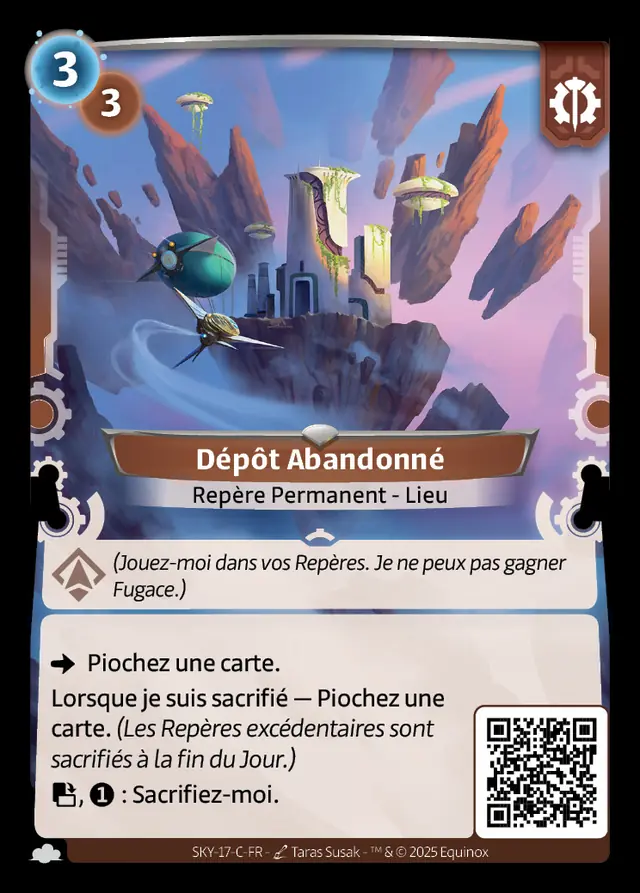 3
3
Dépôt Abandonné
Repère Permanent - Lieu
(Jouez-moi dans vos Repères. Je ne peux pas gagner
Fugace.)
Piochez une carte.
Lorsque je suis sacrifié — Piochez une
carte. (Les Repères excédentaires sont
sacrifiés à la fin du Jour.)
, 1 : Sacrifiez-moi.
SKY-17-C-FR - Taras Susak - ™ & © 2025 Equinox